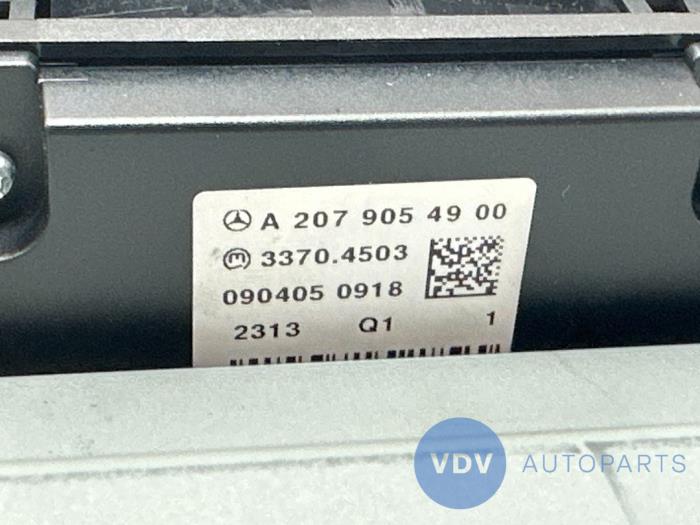 A 207 905 49 00
3370.4503
090405 0918
2313 Q1 1
VDV AUTOPARTS